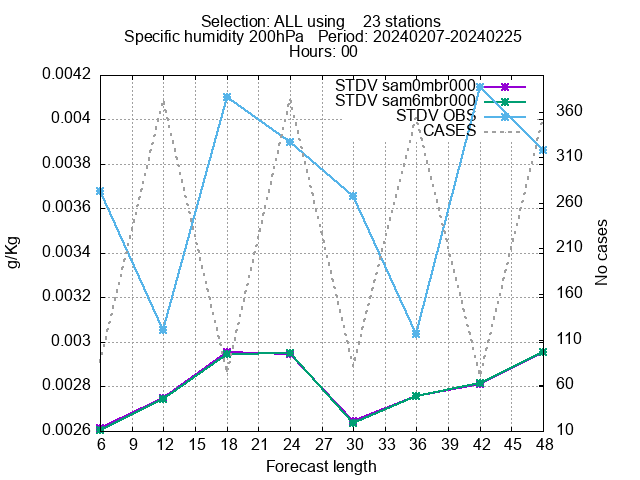 Selection: ALL using    23 stations
Specific humidity 200hPa   Period: 20240207-20240225
Hours: 00
STDV sam0mbr000
STDV sam6mbr000
STDV OBS
CASES
g/Kg
0.0042
0.004
0.0038
0.0036
0.0034
0.0032
0.003
0.0028
0.0026
360
310
260
210
160
110
60
10
No cases
6 9 12 15 18 21 24 27 30 33 36 39 42 45 48
Forecast length